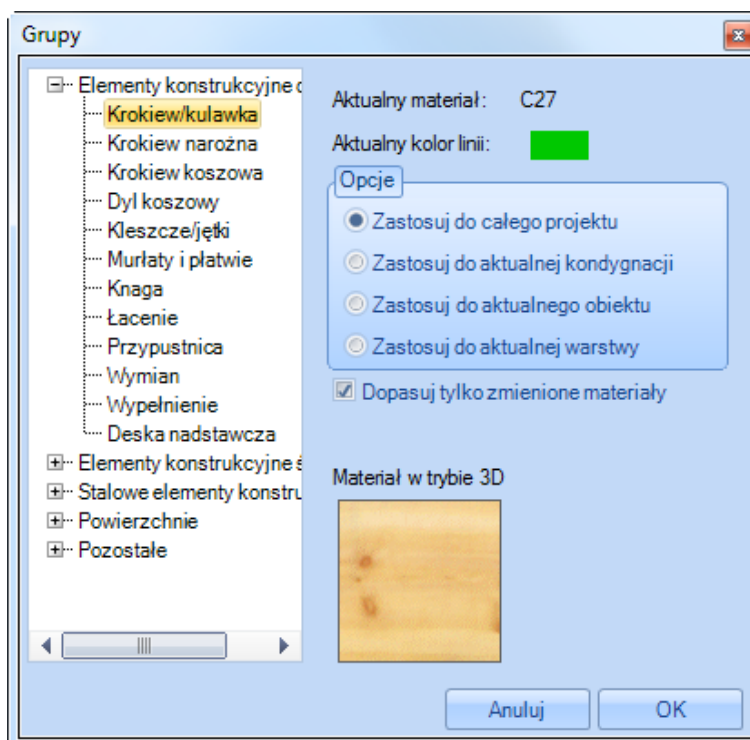 Grupy
Elementy konstrukcyjne d
Krokiew/kulawka
Krokiew narożna
Krokiew koszowa
Dyl koszowy
Kleszcze/jętki
Murłaty i płatwie
Knaga
Łacenie
Przypustnica
Wymian
Wypełnienie
Deska nadstawcza
Elementy konstrukcyjne ś
Stalowe elementy konstru
Powierzchnie
Pozostałe
Aktualny materiał: C27
Aktualny kolor linii:
Opcje
Zastosuj do całego projektu
Zastosuj do aktualnej kondygnacji
Zastosuj do aktualnego obiektu
Zastosuj do aktualnej warstwy
Dopasuj tylko zmienione materiały
Materiał w trybie 3D
Anuluj
OK